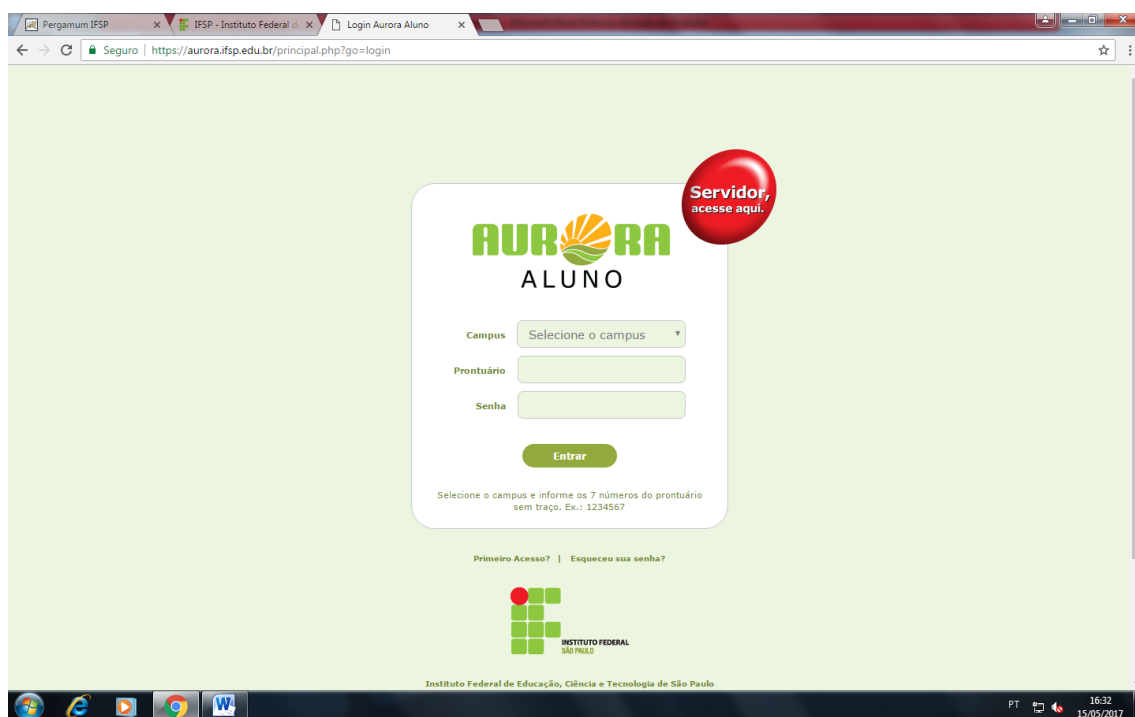 Pergamum IFSP
IFSP - Instituto Federal d
Login Aurora Aluno
Seguro | https://aurora.ifsp.edu.br/principal.php?go=login
Servidor,
acesse aqui.
AURORA
ALUNO
Campus Selecione o campus
Prontuário
Senha
Entrar
Selecione o campus e informe os 7 números do prontuário
sem traço. Ex.: 1234567
Primeiro Acesso? | Esqueceu sua senha?
INSTITUTO FEDERAL
SÃO PAULO
Instituto Federal de Educação, Ciência e Tecnologia de São Paulo
PT 16:32
15/05/2017